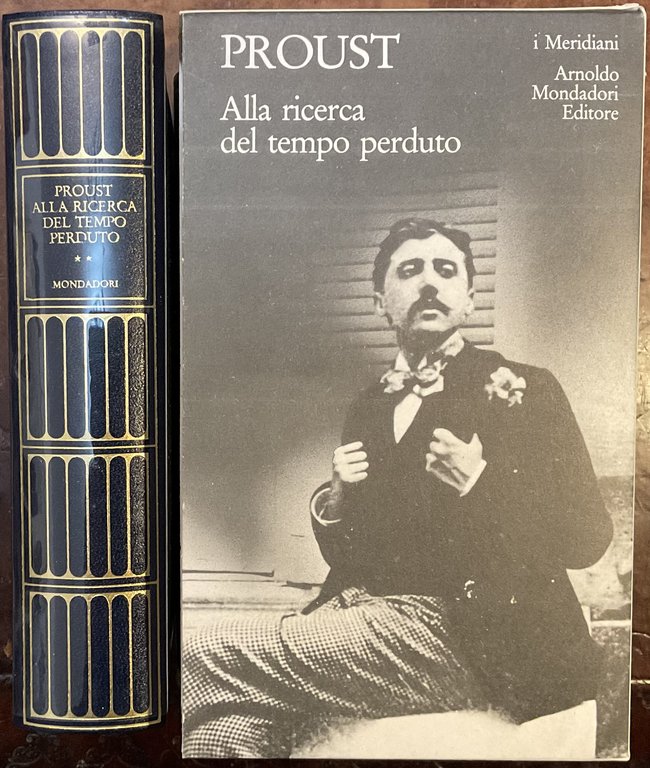 PROUST
ALLA RICERCA
DEL TEMPO
PERDUTO
**
MONDADORI
PROUST
Alla ricerca
del tempo perduto
i Meridiani
Arnoldo
Mondadori
Editore